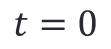 t = 0